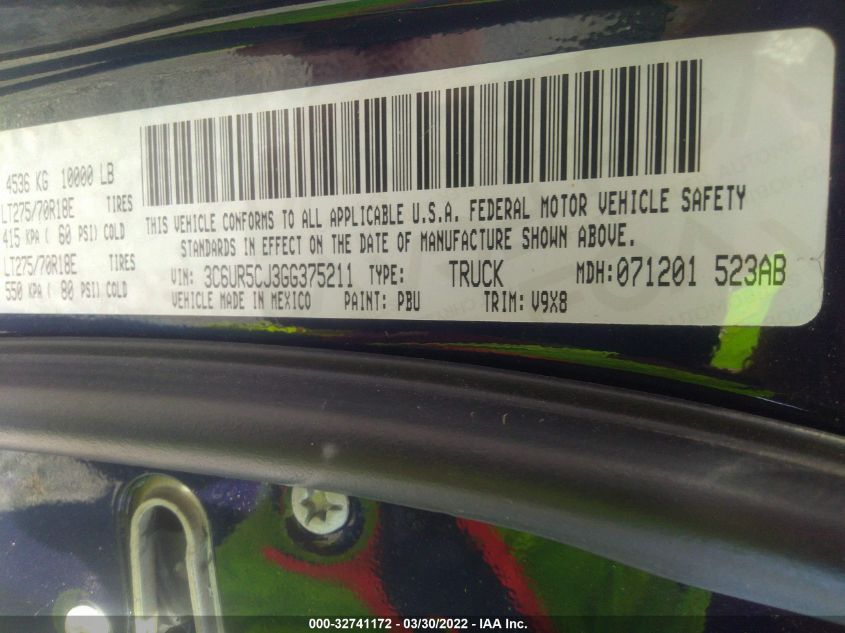 4536 KG 10000 LB
LT275/70R18E TIRES
415 KPA ( 60 PSI) COLD
LT275/70R18E TIRES
550 KPA ( 80 PSI) COLD
THIS VEHICLE CONFORMS TO ALL APPLICABLE U.S.A. FEDERAL MOTOR VEHICLE SAFETY
STANDARDS IN EFFECT ON THE DATE OF MANUFACTURE SHOWN ABOVE.
VIN: 3C6UR5CJ3GG375211 TYPE: TRUCK MDH: 071201 523AB
VEHICLE MADE IN MEXICO PAINT: PBU TRIM: V9X8
000-32741172 — 03/30/2022 — IAA Inc.